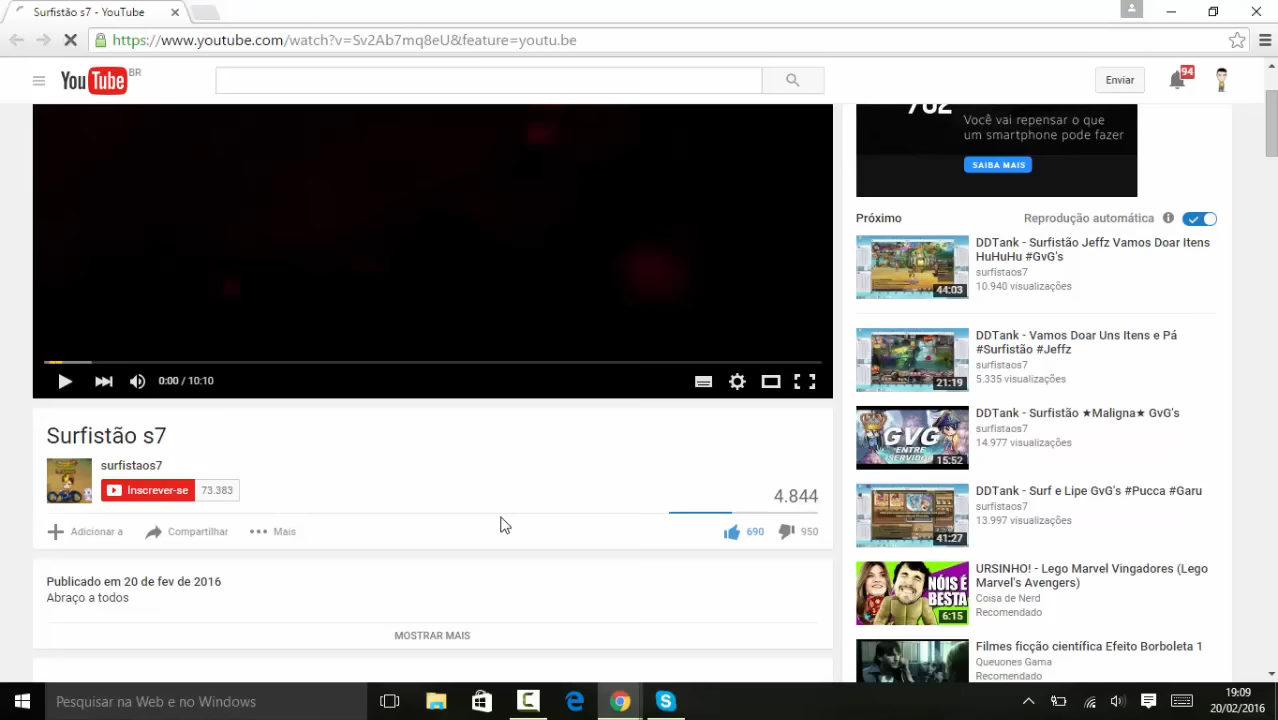 Surfistão s7 - YouTube
https://www.youtube.com/watch?v=Sv2Ab7mq8eU&feature=youtu.be
YouTube BR
Enviar
94
Você vai repensar o que
um smartphone pode fazer
SAIBA MAIS
Próximo
Reprodução automática
DDTank - Surfistão Jeffz Vamos Doar Itens
HuHuHu #GvG's
surfistaos7
10.940 visualizações
44:03
DDTank - Vamos Doar Uns Itens e Pá
#Surfistão #Jeffz
surfistaos7
5.335 visualizações
21:19
DDTank - Surfistão ★Maligna★ GvG's
surfistaos7
14.977 visualizações
GVG
ENTRE
SERVIDOR
15:52
DDTank - Surf e Lipe GvG's #Pucca #Garu
surfistaos7
13.997 visualizações
41:27
URSINHO! - Lego Marvel Vingadores (Lego
Marvel's Avengers)
Coisa de Nerd
Recomendado
NÓIS É
BESTA
6:15
Filmes ficção científica Efeito Borboleta 1
Queuones Gama
Recomendado
0:00 / 10:10
Surfistão s7
surfistaos7
Inscrever-se 73.383
4.844
Adicionar a Compartilhar Mais
690 950
Publicado em 20 de fev de 2016
Abraço a todos
MOSTRAR MAIS
Pesquisar na Web e no Windows
19:09
20/02/2016